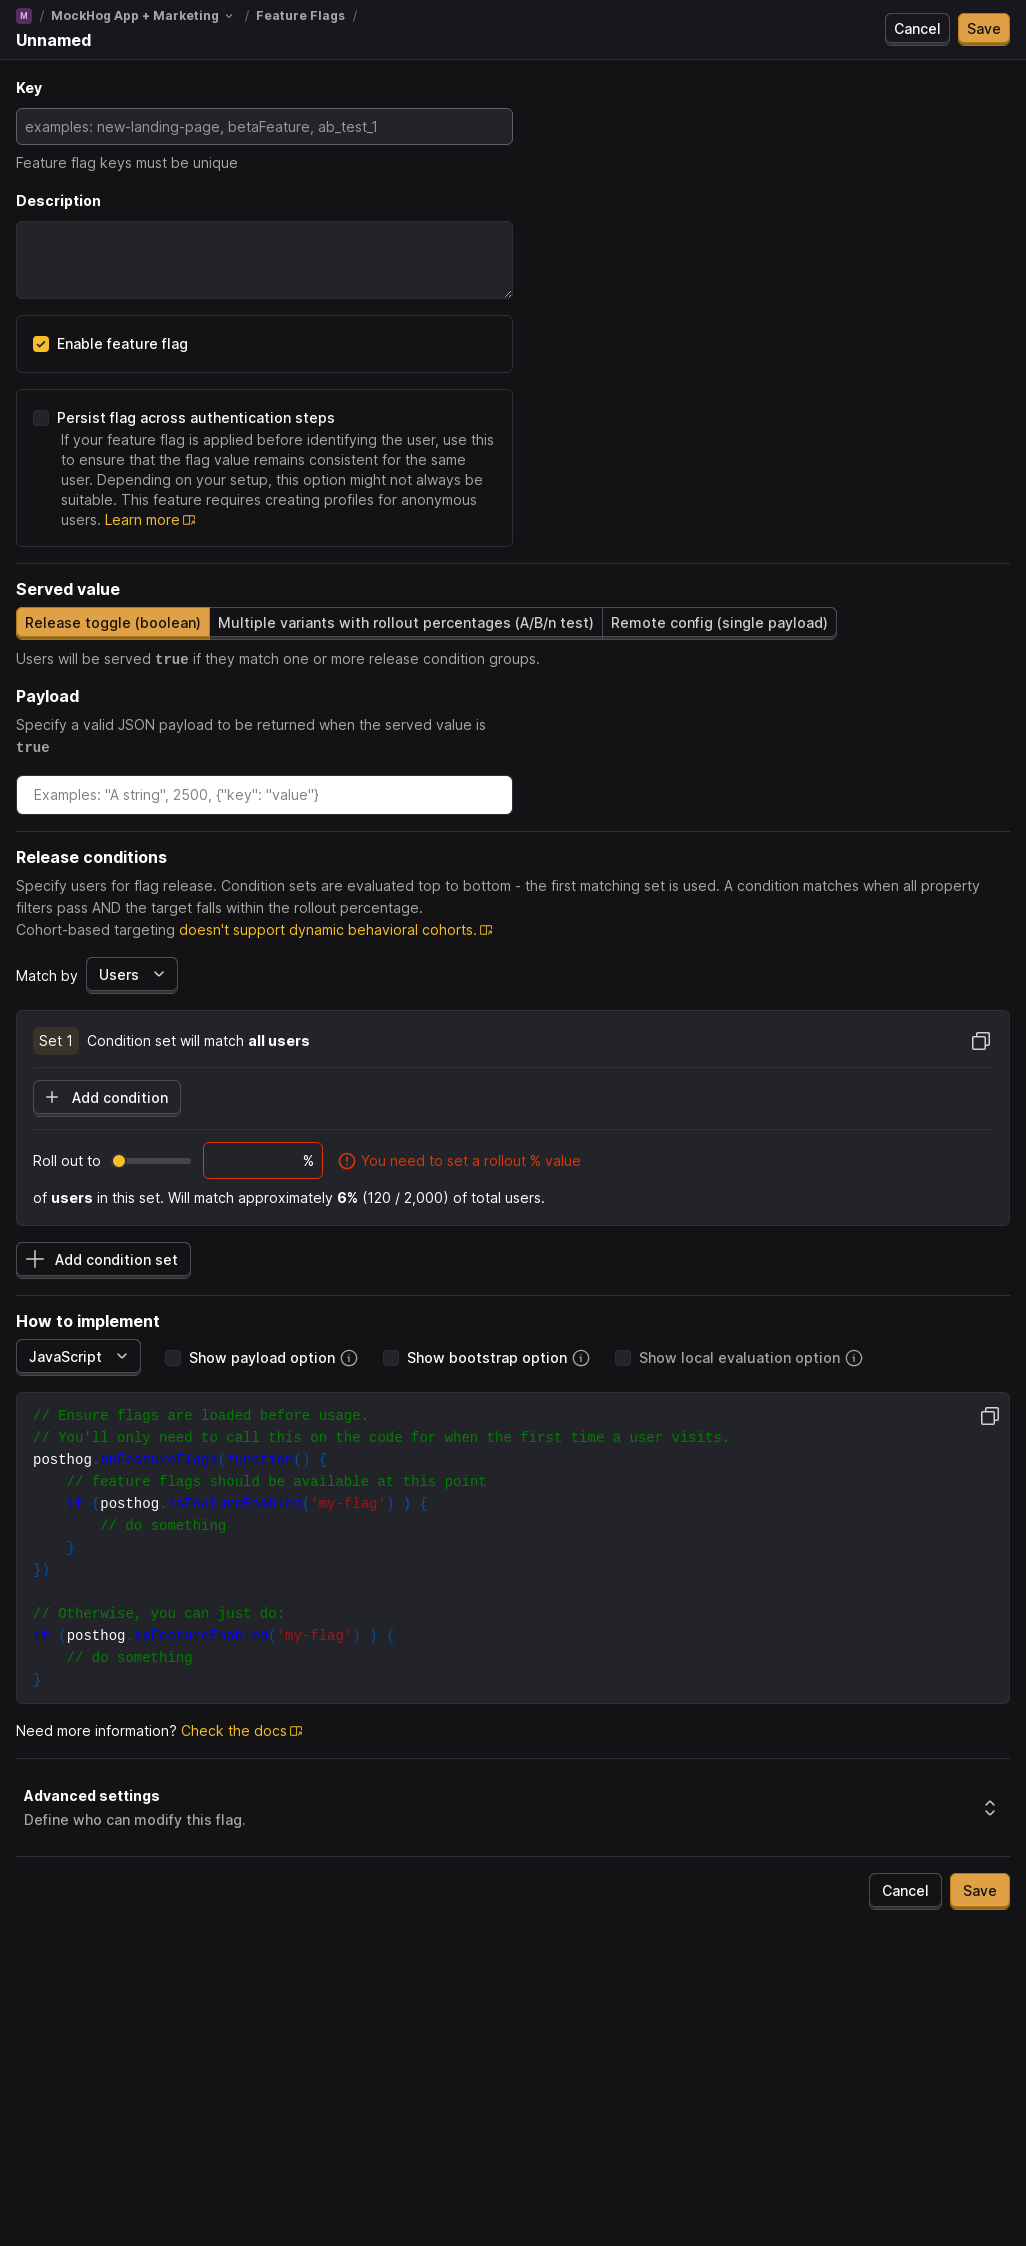 M / MockHog App + Marketing / Feature Flags /
Unnamed
Cancel
Save
Key
examples: new-landing-page, betaFeature, ab_test_1
Feature flag keys must be unique
Description
Enable feature flag
Persist flag across authentication steps
If your feature flag is applied before identifying the user, use this
to ensure that the flag value remains consistent for the same
user. Depending on your setup, this option might not always be
suitable. This feature requires creating profiles for anonymous
users. Learn more
Served value
Release toggle (boolean)
Multiple variants with rollout percentages (A/B/n test)
Remote config (single payload)
Users will be served true if they match one or more release condition groups.
Payload
Specify a valid JSON payload to be returned when the served value is
true
Examples: "A string", 2500, {"key": "value"}
Release conditions
Specify users for flag release. Condition sets are evaluated top to bottom - the first matching set is used. A condition matches when all property
filters pass AND the target falls within the rollout percentage.
Cohort-based targeting doesn't support dynamic behavioral cohorts.
Match by Users
Set 1 Condition set will match all users
Add condition
Roll out to % You need to set a rollout % value
of users in this set. Will match approximately 6% (120 / 2,000) of total users.
Add condition set
How to implement
JavaScript Show payload option Show bootstrap option Show local evaluation option
// Ensure flags are loaded before usage.
// You'll only need to call this on the code for when the first time a user visits.
posthog.onFeatureFlags(function() {
    // feature flags should be available at this point
    if (posthog.isFeatureEnabled('my-flag') ) {
        // do something
    }
})
// Otherwise, you can just do:
if (posthog.isFeatureEnabled('my-flag') ) {
    // do something
}
Need more information? Check the docs
Advanced settings
Define who can modify this flag.
Cancel
Save